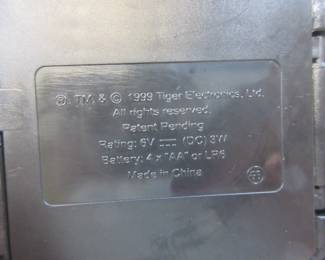 ®, TM, & © 1999 Tiger Electronics, Ltd.
All rights reserved.
Patent Pending
Rating: 6V ⎓ (DC) 3W
Battery: 4 x "AA" or LR6
Made in China